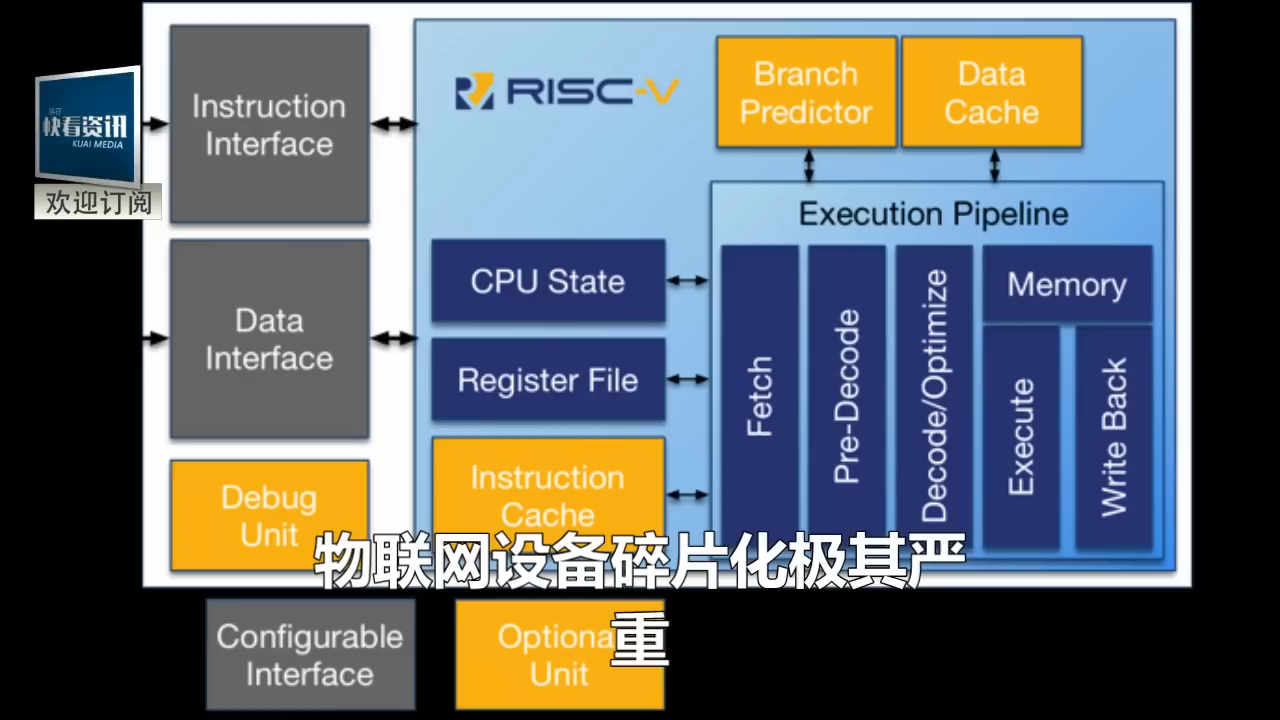 Instruction
Interface
RISC-V
Branch
Predictor
Data
Cache
快看资讯
KUAI MEDIA
欢迎订阅
Execution Pipeline
Data
Interface
CPU State
Register File
Instruction
Cache
Fetch
Pre-Decode
Decode/Optimize
Memory
Execute
Write Back
Debug
Unit
物联网设备碎片化极其严
重
Configurable
Interface
Optiona
Unit